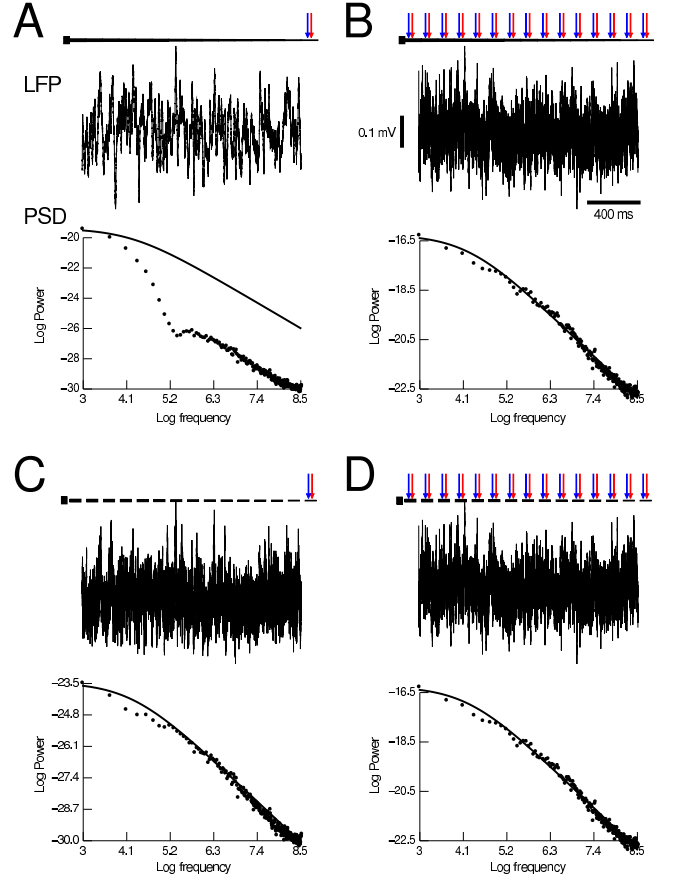 A
B
LFP
0.1 mV
400 ms
PSD
Log Power
−20
−22
−24
−26
−28
−30
3 4.1 5.2 6.3 7.4 8.5
Log frequency
Log Power
−16.5
−18.5
−20.5
−22.5
3 4.1 5.2 6.3 7.4 8.5
Log frequency
C
D
Log Power
−23.5
−24.8
−26.1
−27.4
−28.7
−30.0
3 4.1 5.2 6.3 7.4 8.5
Log frequency
Log Power
−16.5
−18.5
−20.5
−22.5
3 4.1 5.2 6.3 7.4 8.5
Log frequency